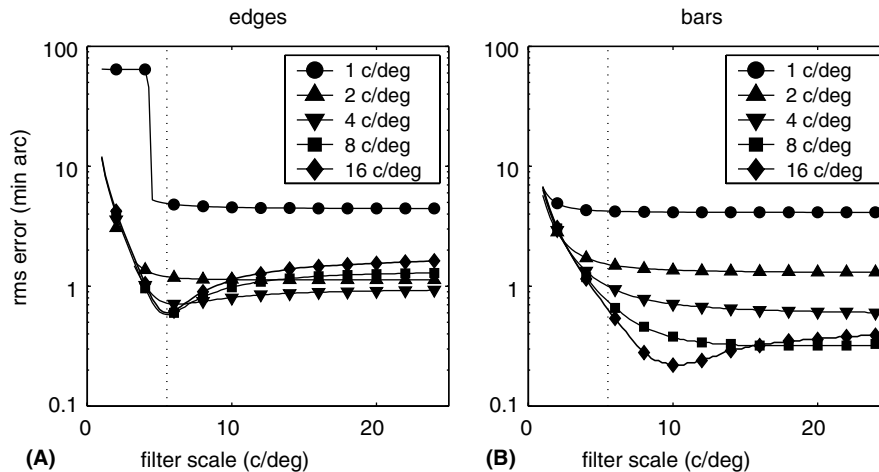 edges
bars
100
10
1
0.1
rms error (min arc)
1 c/deg
2 c/deg
4 c/deg
8 c/deg
16 c/deg
0
10
20
(A)
filter scale (c/deg)
100
10
1
0.1
1 c/deg
2 c/deg
4 c/deg
8 c/deg
16 c/deg
0
10
20
(B)
filter scale (c/deg)